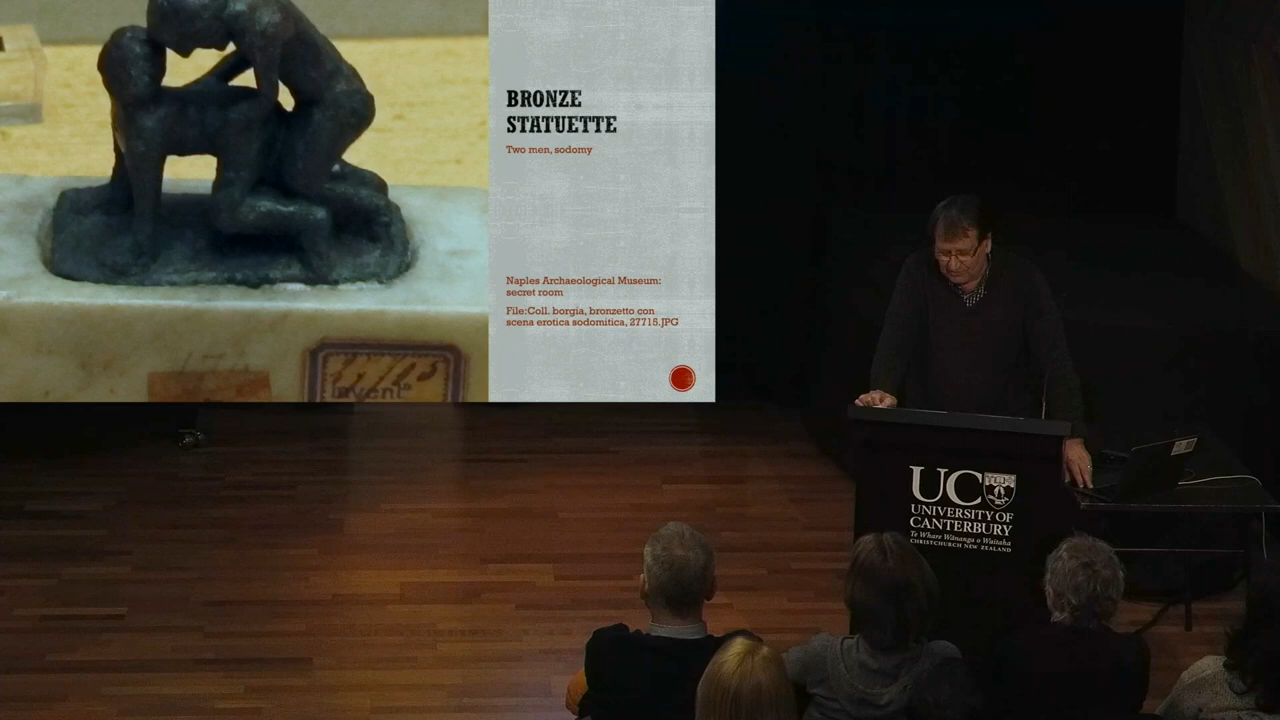 BRONZE
STATUETTE
Two men, sodomy
Naples Archaeological Museum:
secret room
File:Coll. borgia, bronzetto con
scena erotica sodomitica, 27715.JPG
Invent.ª
UC
UNIVERSITY OF
CANTERBURY
Te Whare Wānanga o Waitaha
CHRISTCHURCH NEW ZEALAND